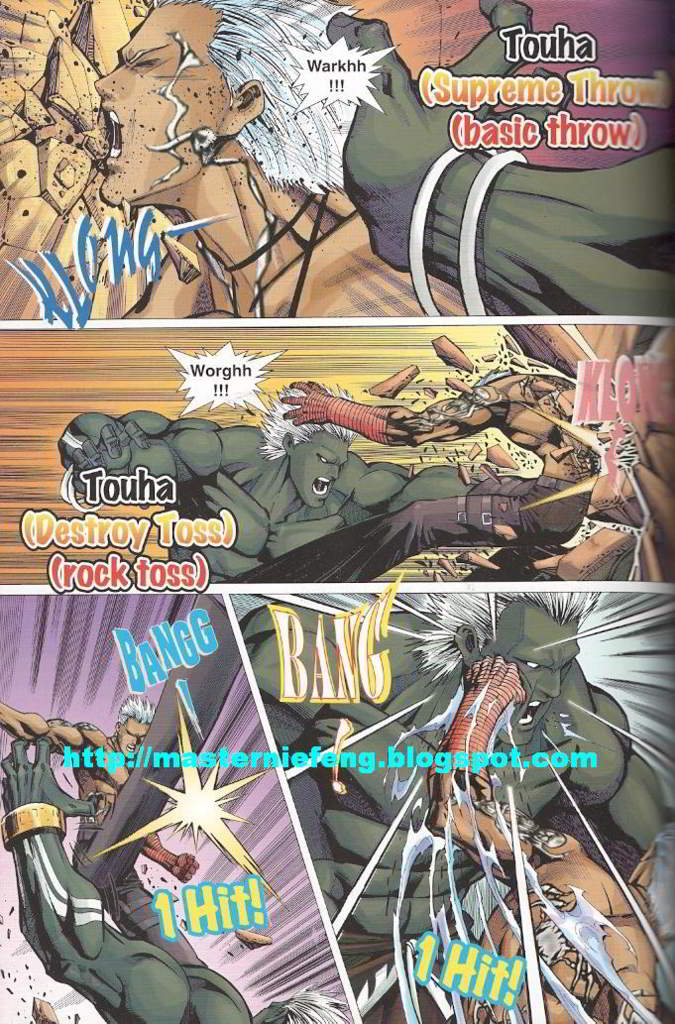 Warkhh
!!!
Touha
(Supreme Throw)
(basic throw)
KLONG
Worghh
!!!
KLONG
Touha
(Destroy Toss)
(rock toss)
BANGG
!
BANG
!
http://masterniefeng.blogspot.com
1 Hit!
1 Hit!